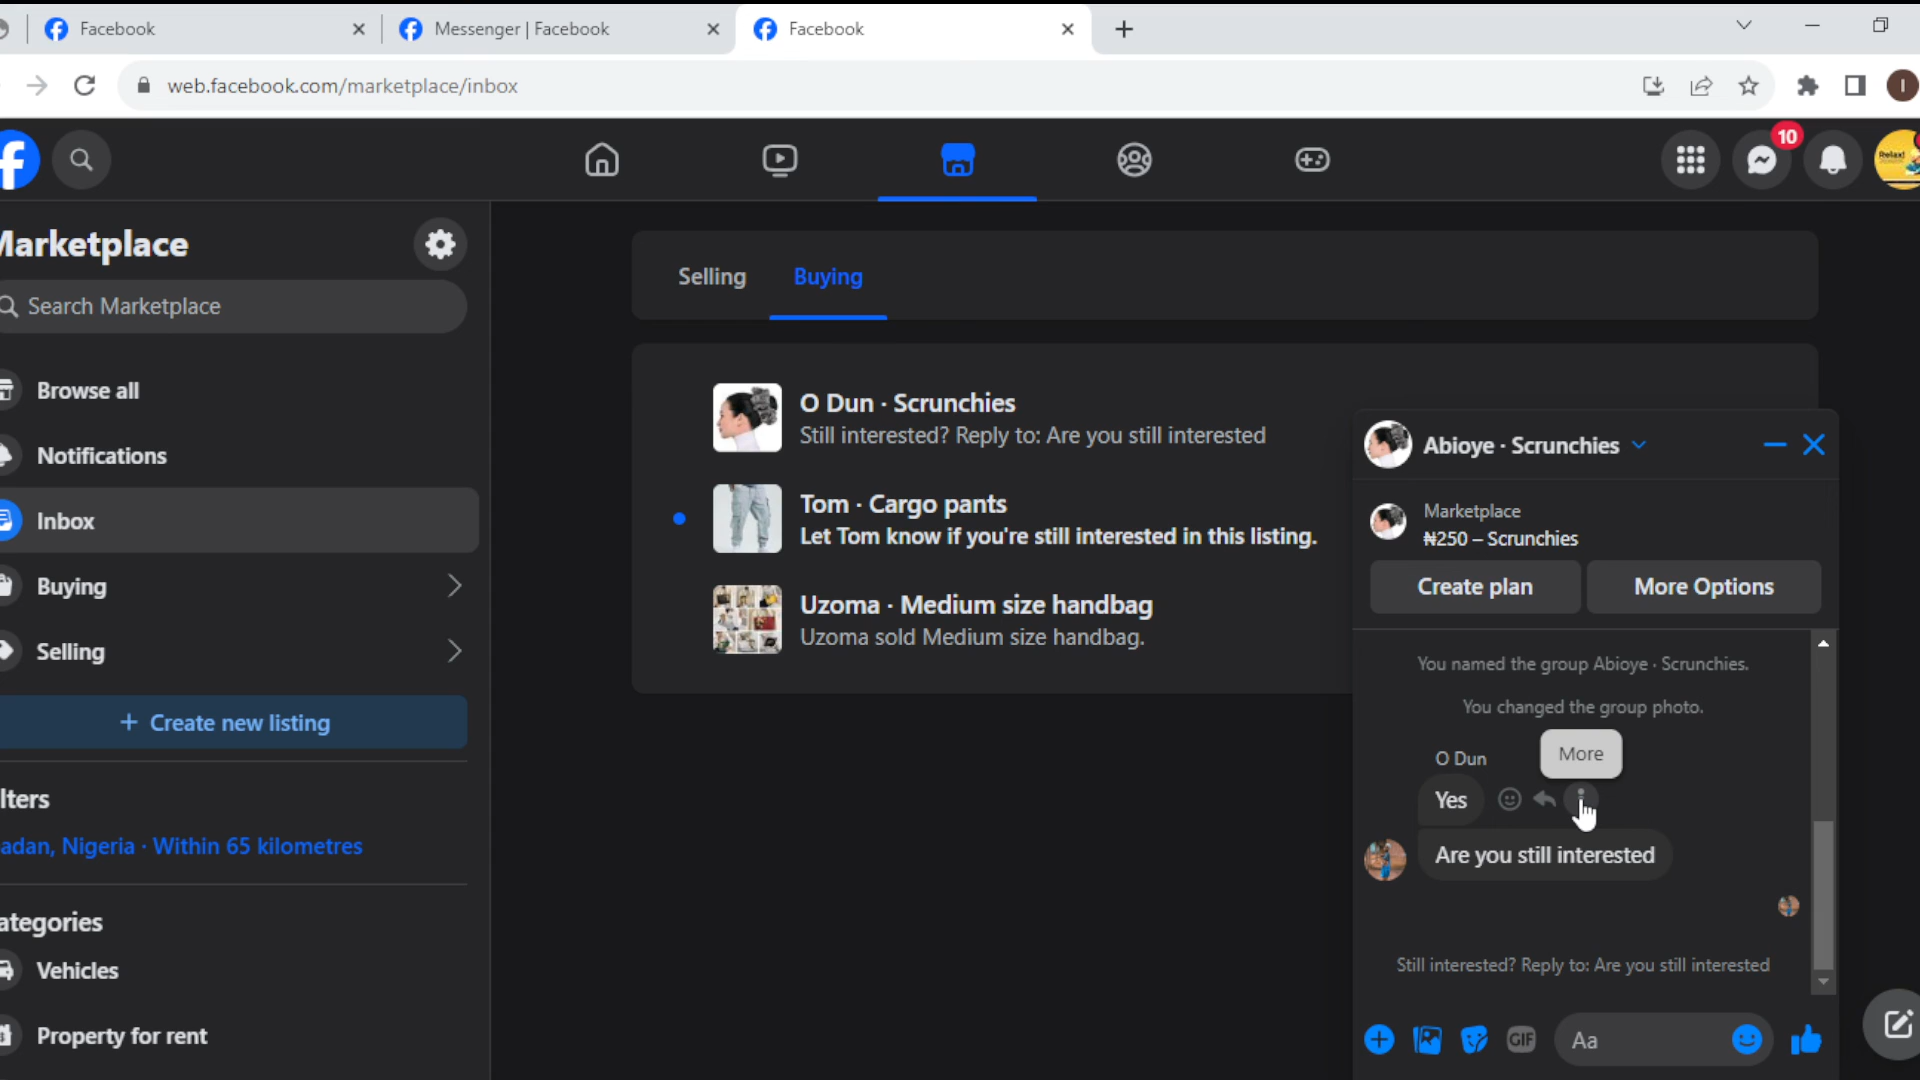 Facebook
Messenger | Facebook
Facebook
web.facebook.com/marketplace/inbox
I
10
Relax!
Marketplace
Search Marketplace
Browse all
Notifications
Inbox
Buying
Selling
+ Create new listing
lters
adan, Nigeria · Within 65 kilometres
ategories
Vehicles
Property for rent
Selling
Buying
O Dun · Scrunchies
Still interested? Reply to: Are you still interested
Tom · Cargo pants
Let Tom know if you're still interested in this listing.
Uzoma · Medium size handbag
Uzoma sold Medium size handbag.
Abioye · Scrunchies
Marketplace
₦250 – Scrunchies
Create plan
More Options
You named the group Abioye · Scrunchies.
You changed the group photo.
O Dun
More
Yes
Are you still interested
Still interested? Reply to: Are you still interested
GIF
Aa